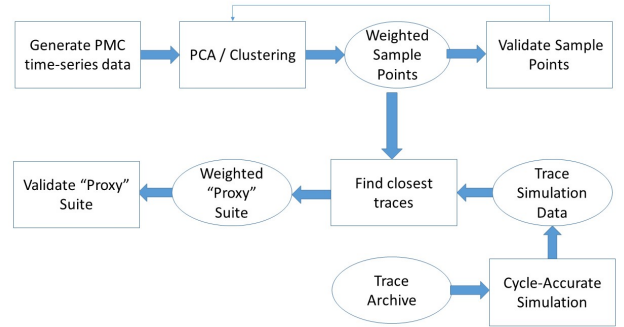 Generate PMC
time-series data
PCA / Clustering
Weighted
Sample
Points
Validate Sample
Points
Validate “Proxy”
Suite
Weighted
“Proxy”
Suite
Find closest
traces
Trace
Simulation
Data
Trace
Archive
Cycle-Accurate
Simulation